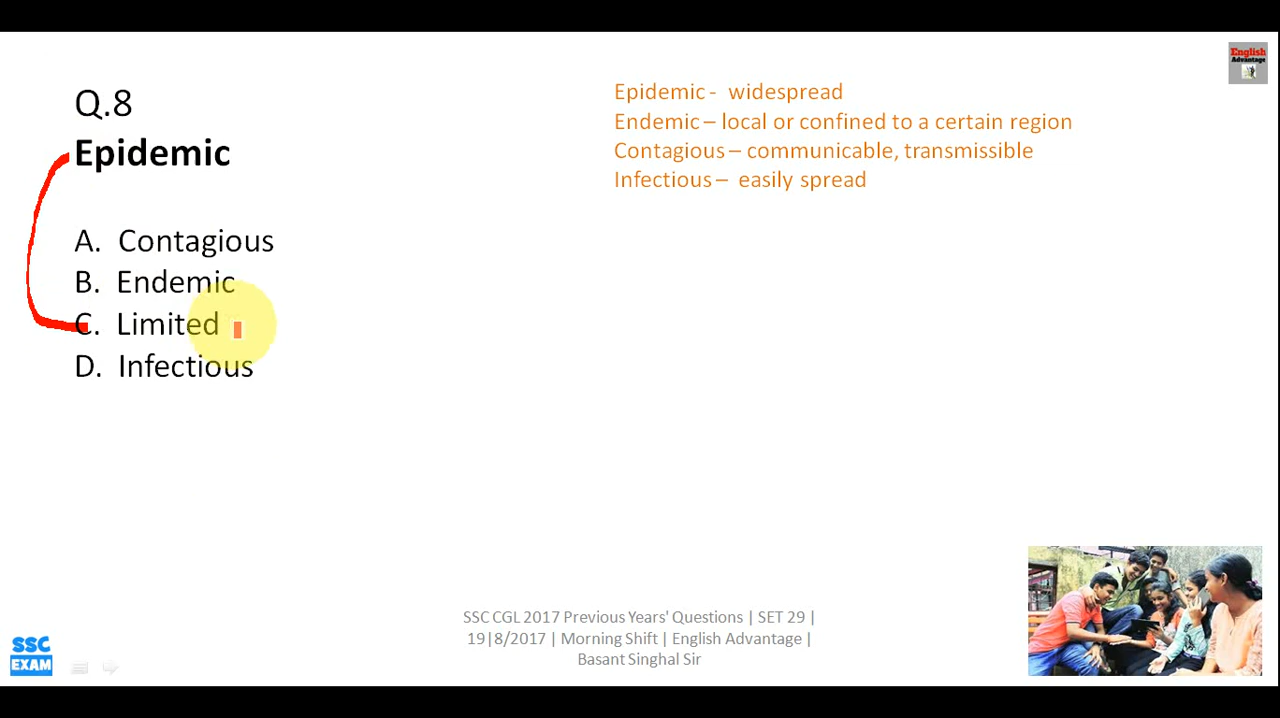 English
Advantage
Q.8
Epidemic
A. Contagious
B. Endemic
C. Limited
D. Infectious
Epidemic - widespread
Endemic – local or confined to a certain region
Contagious – communicable, transmissible
Infectious – easily spread
SSC CGL 2017 Previous Years' Questions | SET 29 |
19|8/2017 | Morning Shift | English Advantage |
Basant Singhal Sir
SSC
EXAM